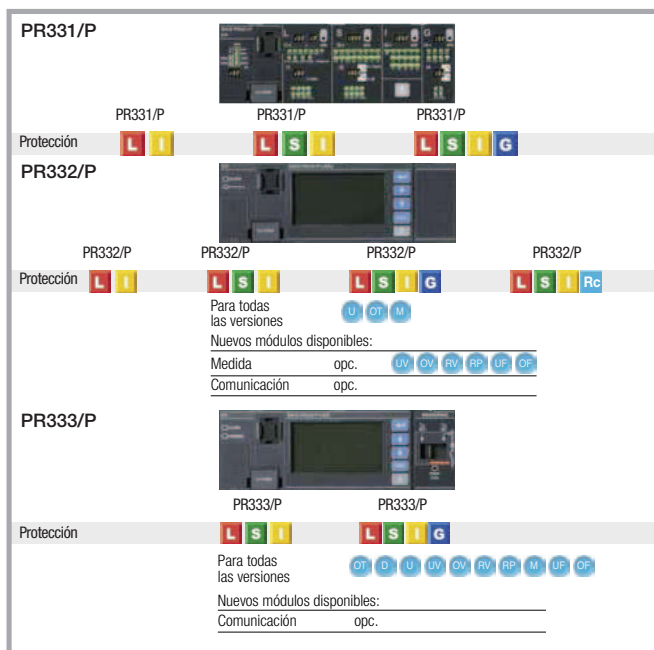 PR331/P
L S I G
PR331/P PR331/P PR331/P
Protección L I L S I L S I G
PR332/P
PR332/P PR332/P PR332/P PR332/P
Protección L I L S I L S I G L S I Rc
Para todas U OT M
las versiones
Nuevos módulos disponibles:
Medida opc. UV OV RV RP UF OF
Comunicación opc.
PR333/P
PR333/P PR333/P
Protección L S I L S I G
Para todas OT D U UV OV RV RP M UF OF
las versiones
Nuevos módulos disponibles:
Comunicación opc.